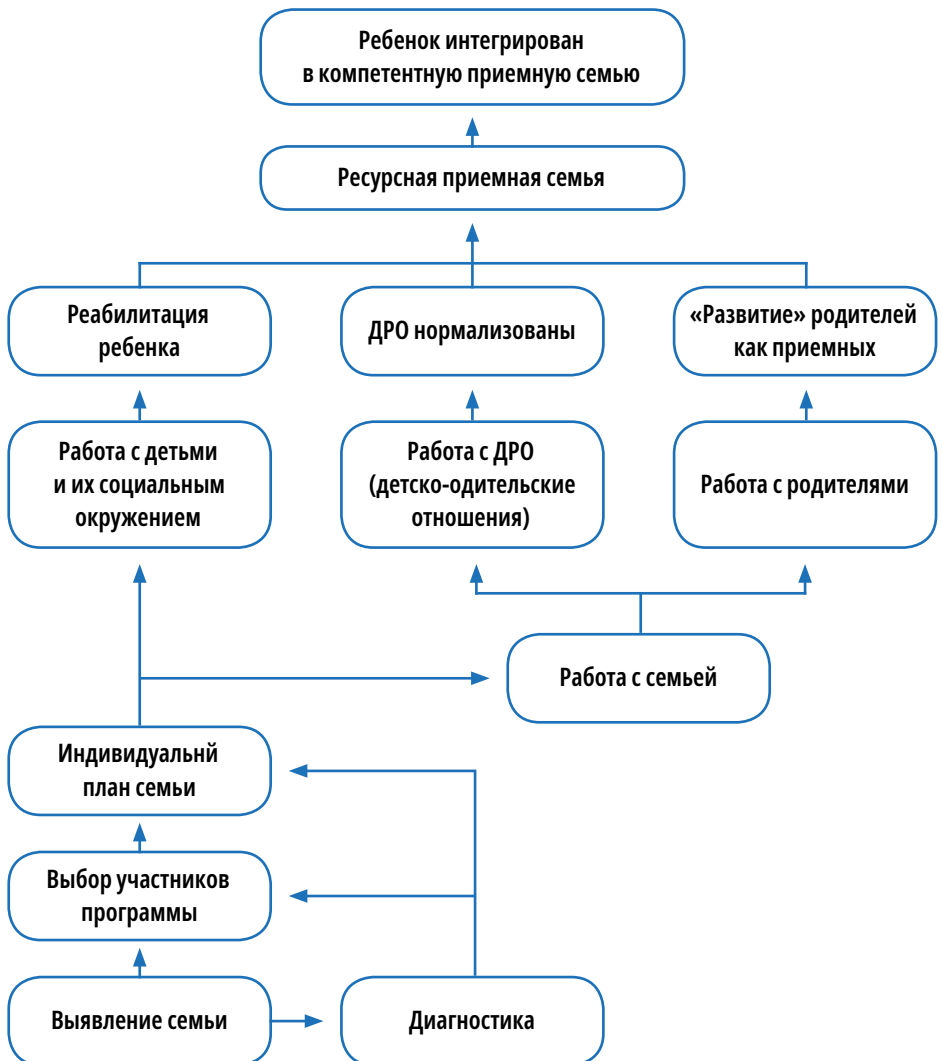 Ребенок интегрирован
в компетентную приемную семью
Ресурсная приемная семья
Реабилитация
ребенка
ДРО нормализованы
«Развитие» родителей
как приемных
Работа с детьми
и их социальным
окружением
Работа с ДРО
(детско-одительские
отношения)
Работа с родителями
Работа с семьей
Индивидуальнй
план семьи
Выбор участников
программы
Выявление семьи
Диагностика